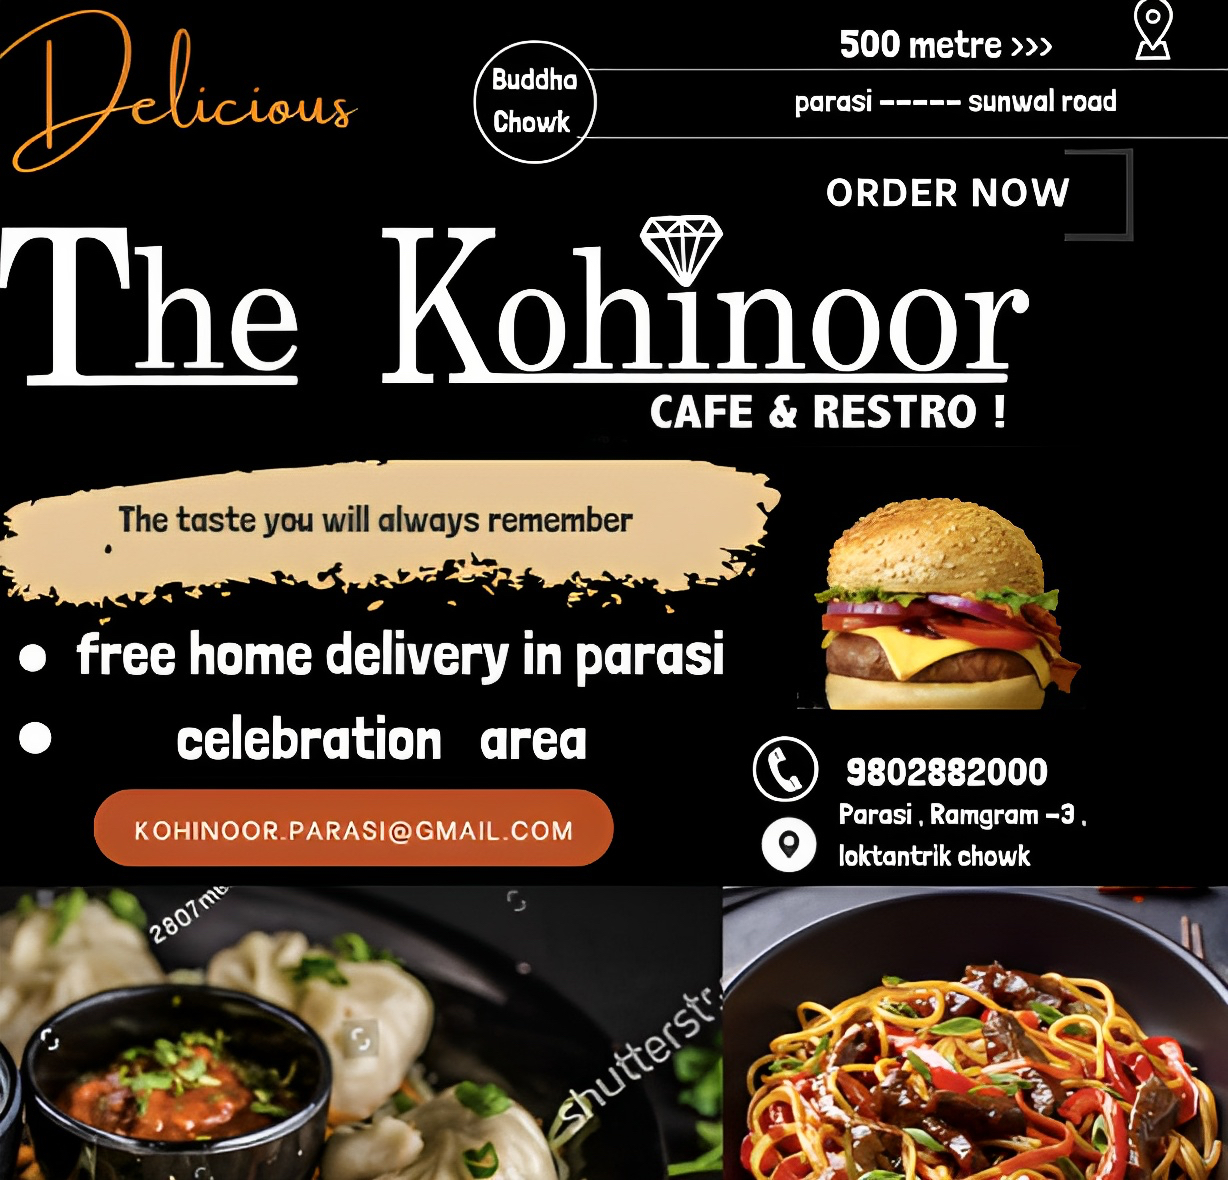 Delicious
Buddha
Chowk
500 metre >>>
parasi ----- sunwal road
ORDER NOW
The Kohinoor
CAFE & RESTRO !
The taste you will always remember
free home delivery in parasi
celebration area
KOHINOOR.PARASI@GMAIL.COM
9802882000
Parasi , Ramgram -3 ,
loktantrik chowk
shutterst